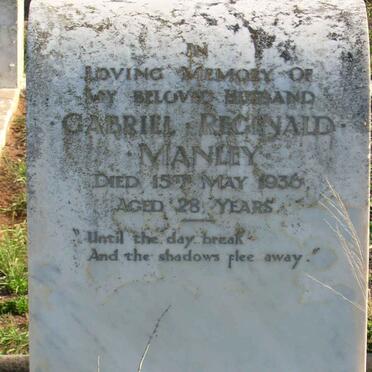 IN
LOVING MEMORY OF
MY BELOVED HUSBAND
GABRIEL · REGINALD ·
· MANLEY ·
DIED 15TH MAY 1936
AGED 28 YEARS
"Until the day break
And the shadows flee away."